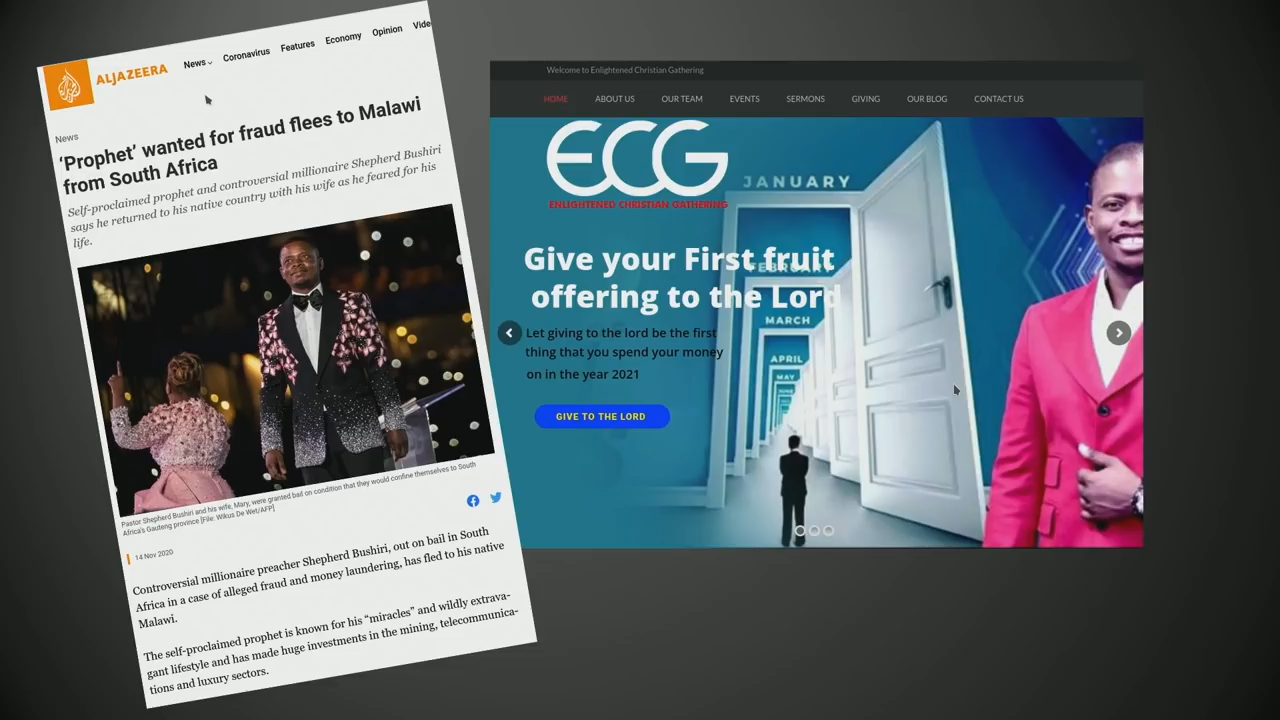 ALJAZEERA
News
Coronavirus
Features
Economy
Opinion
News
‘Prophet’ wanted for fraud flees to Malawi
from South Africa
Self-proclaimed prophet and controversial millionaire Shepherd Bushiri
says he returned to his native country with his wife as he feared for his
life.
Pastor Shepherd Bushiri and his wife, Mary, were granted bail on condition that they would confine themselves to South
Africa's Gauteng province [File: Wikus De Wet/AFP]
14 Nov 2020
Controversial millionaire preacher Shepherd Bushiri, out on bail in South
Africa in a case of alleged fraud and money laundering, has fled to his native
Malawi.
The self-proclaimed prophet is known for his “miracles” and wildly extrava-
gant lifestyle and has made huge investments in the mining, telecommunica-
tions and luxury sectors.
Welcome to Enlightened Christian Gathering
HOME
ABOUT US
OUR TEAM
EVENTS
SERMONS
GIVING
OUR BLOG
CONTACT US
ECG
ENLIGHTENED CHRISTIAN GATHERING
JANUARY
Give your First fruit
FEBRUARY
offering to the Lord
MARCH
Let giving to the lord be the first
thing that you spend your money
APRIL
on in the year 2021
MAY
GIVE TO THE LORD